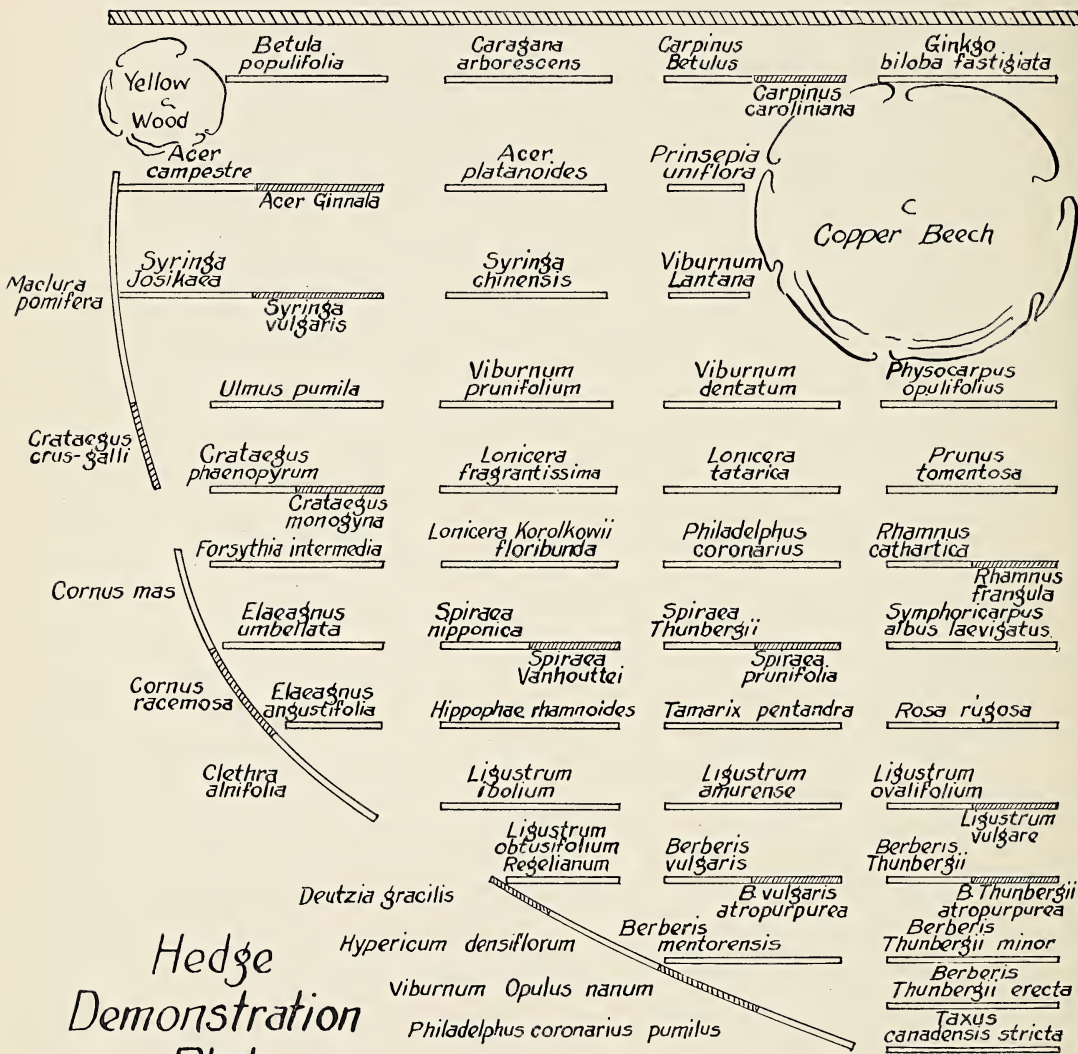 Betula
populifolia
Caragana
arborescens
Carpinus
Betulus
Carpinus
caroliniana
Ginkgo
biloba fastigiata
Yellow
Wood
Acer
campestre
Acer Ginnala
Acer
platanoides
Prinsepia
uniflora
C
Copper Beech
Maclura
pomifera
Syringa
Josikaea
Syringa
vulgaris
Syringa
chinensis
Viburnum
Lantana
Ulmus pumila
Viburnum
prunifolium
Viburnum
dentatum
Physocarpus
opulifolius
Crataegus
crus-galli
Crataegus
phaenopyrum
Crataegus
monogyna
Lonicera
fragrantissima
Lonicera
tatarica
Prunus
tomentosa
Forsythia intermedia
Lonicera Korolkowii
floribunda
Philadelphus
coronarius
Rhamnus
cathartica
Rhamnus
frangula
Cornus mas
Elaeagnus
umbellata
Spiraea
nipponica
Spiraea
Vanhouttei
Spiraea
Thunbergii
Spiraea
prunifolia
Symphoricarpus
albus laevigatus
Cornus
racemosa
Elaeagnus
angustifolia
Hippophae rhamnoides
Tamarix pentandra
Rosa rugosa
Clethra
alnifolia
Ligustrum
ibolium
Ligustrum
amurense
Ligustrum
ovalifolium
Ligustrum
vulgare
Ligustrum
obtusifolium
Regelianum
Berberis
vulgaris
B. vulgaris
atropurpurea
Berberis
Thunbergii
B. Thunbergii
atropurpurea
Deutzia gracilis
Hypericum densiflorum
Berberis
mentorensis
Berberis
Thunbergii minor
Viburnum Opulus nanum
Berberis
Thunbergii erecta
Philadelphus coronarius pumilus
Taxus
canadensis stricta
Hedge
Demonstration